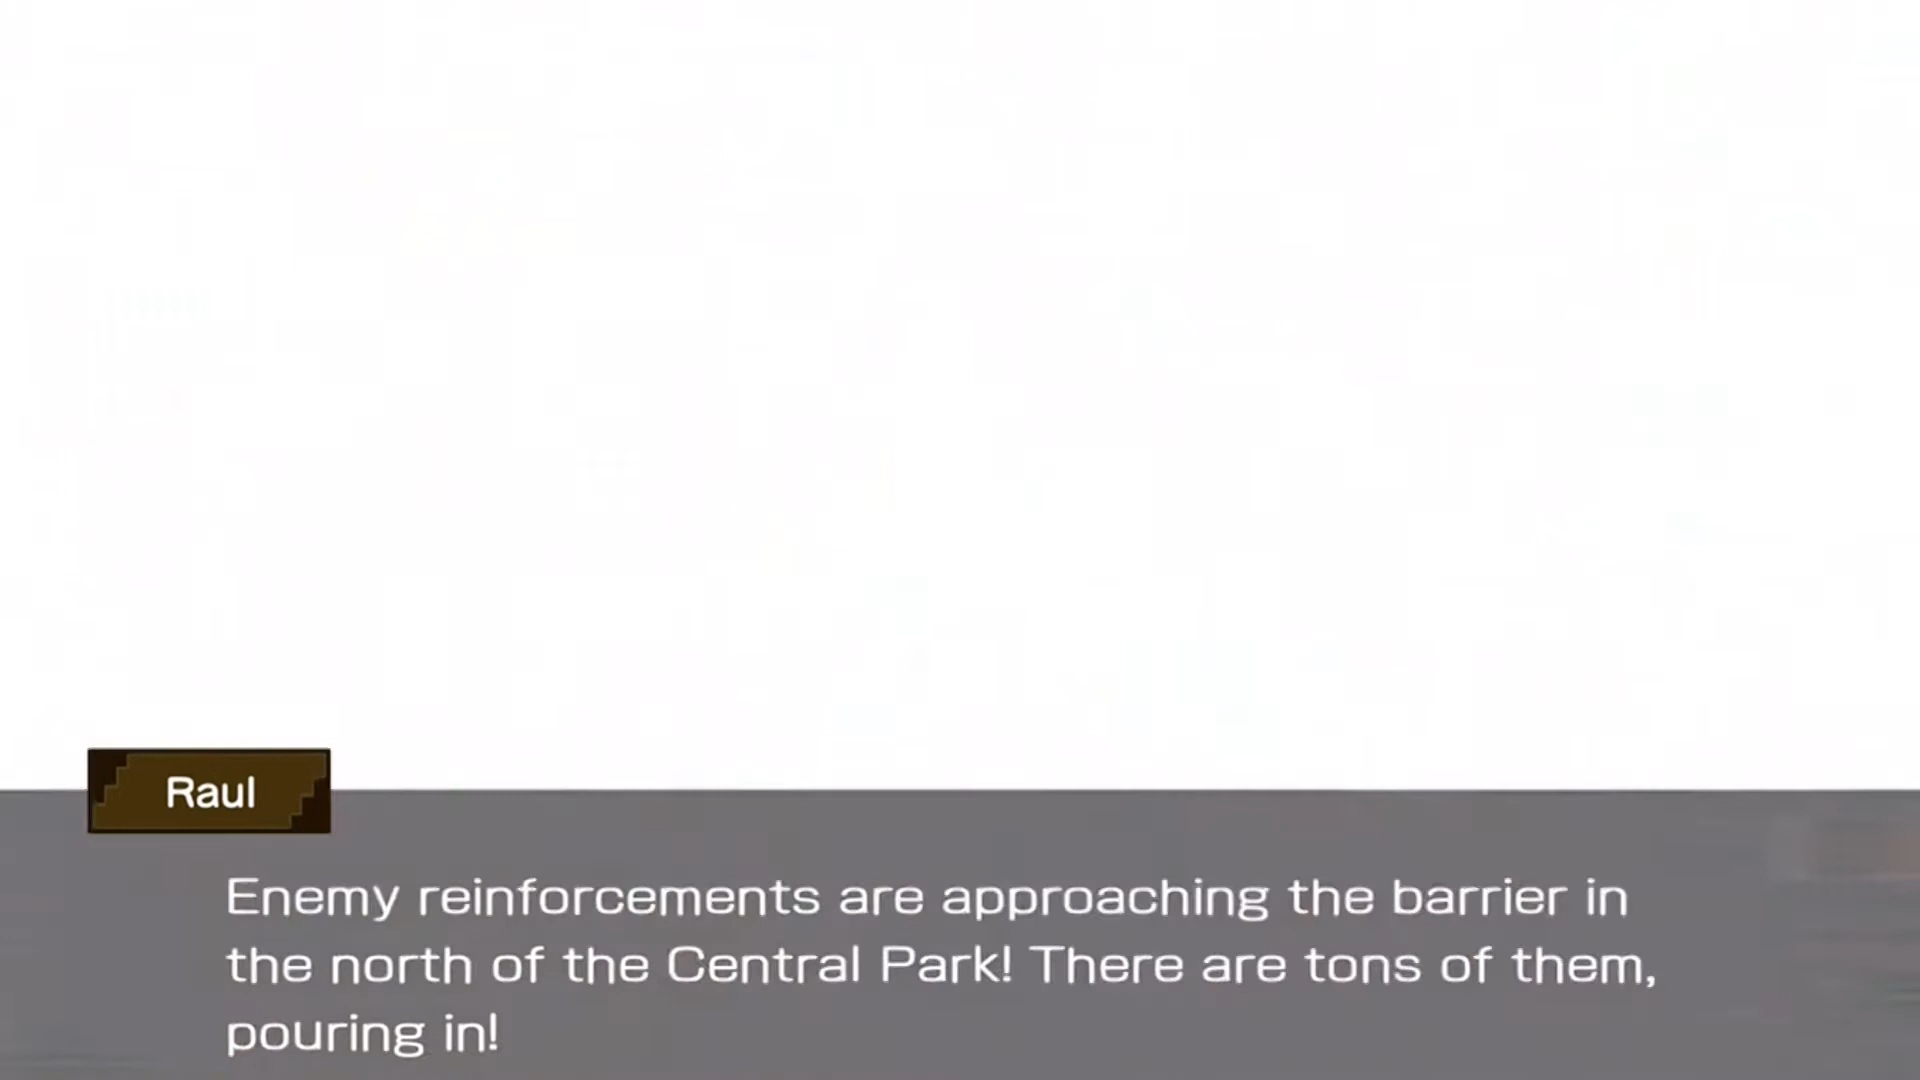 Raul
Enemy reinforcements are approaching the barrier in
the north of the Central Park! There are tons of them,
pouring in!